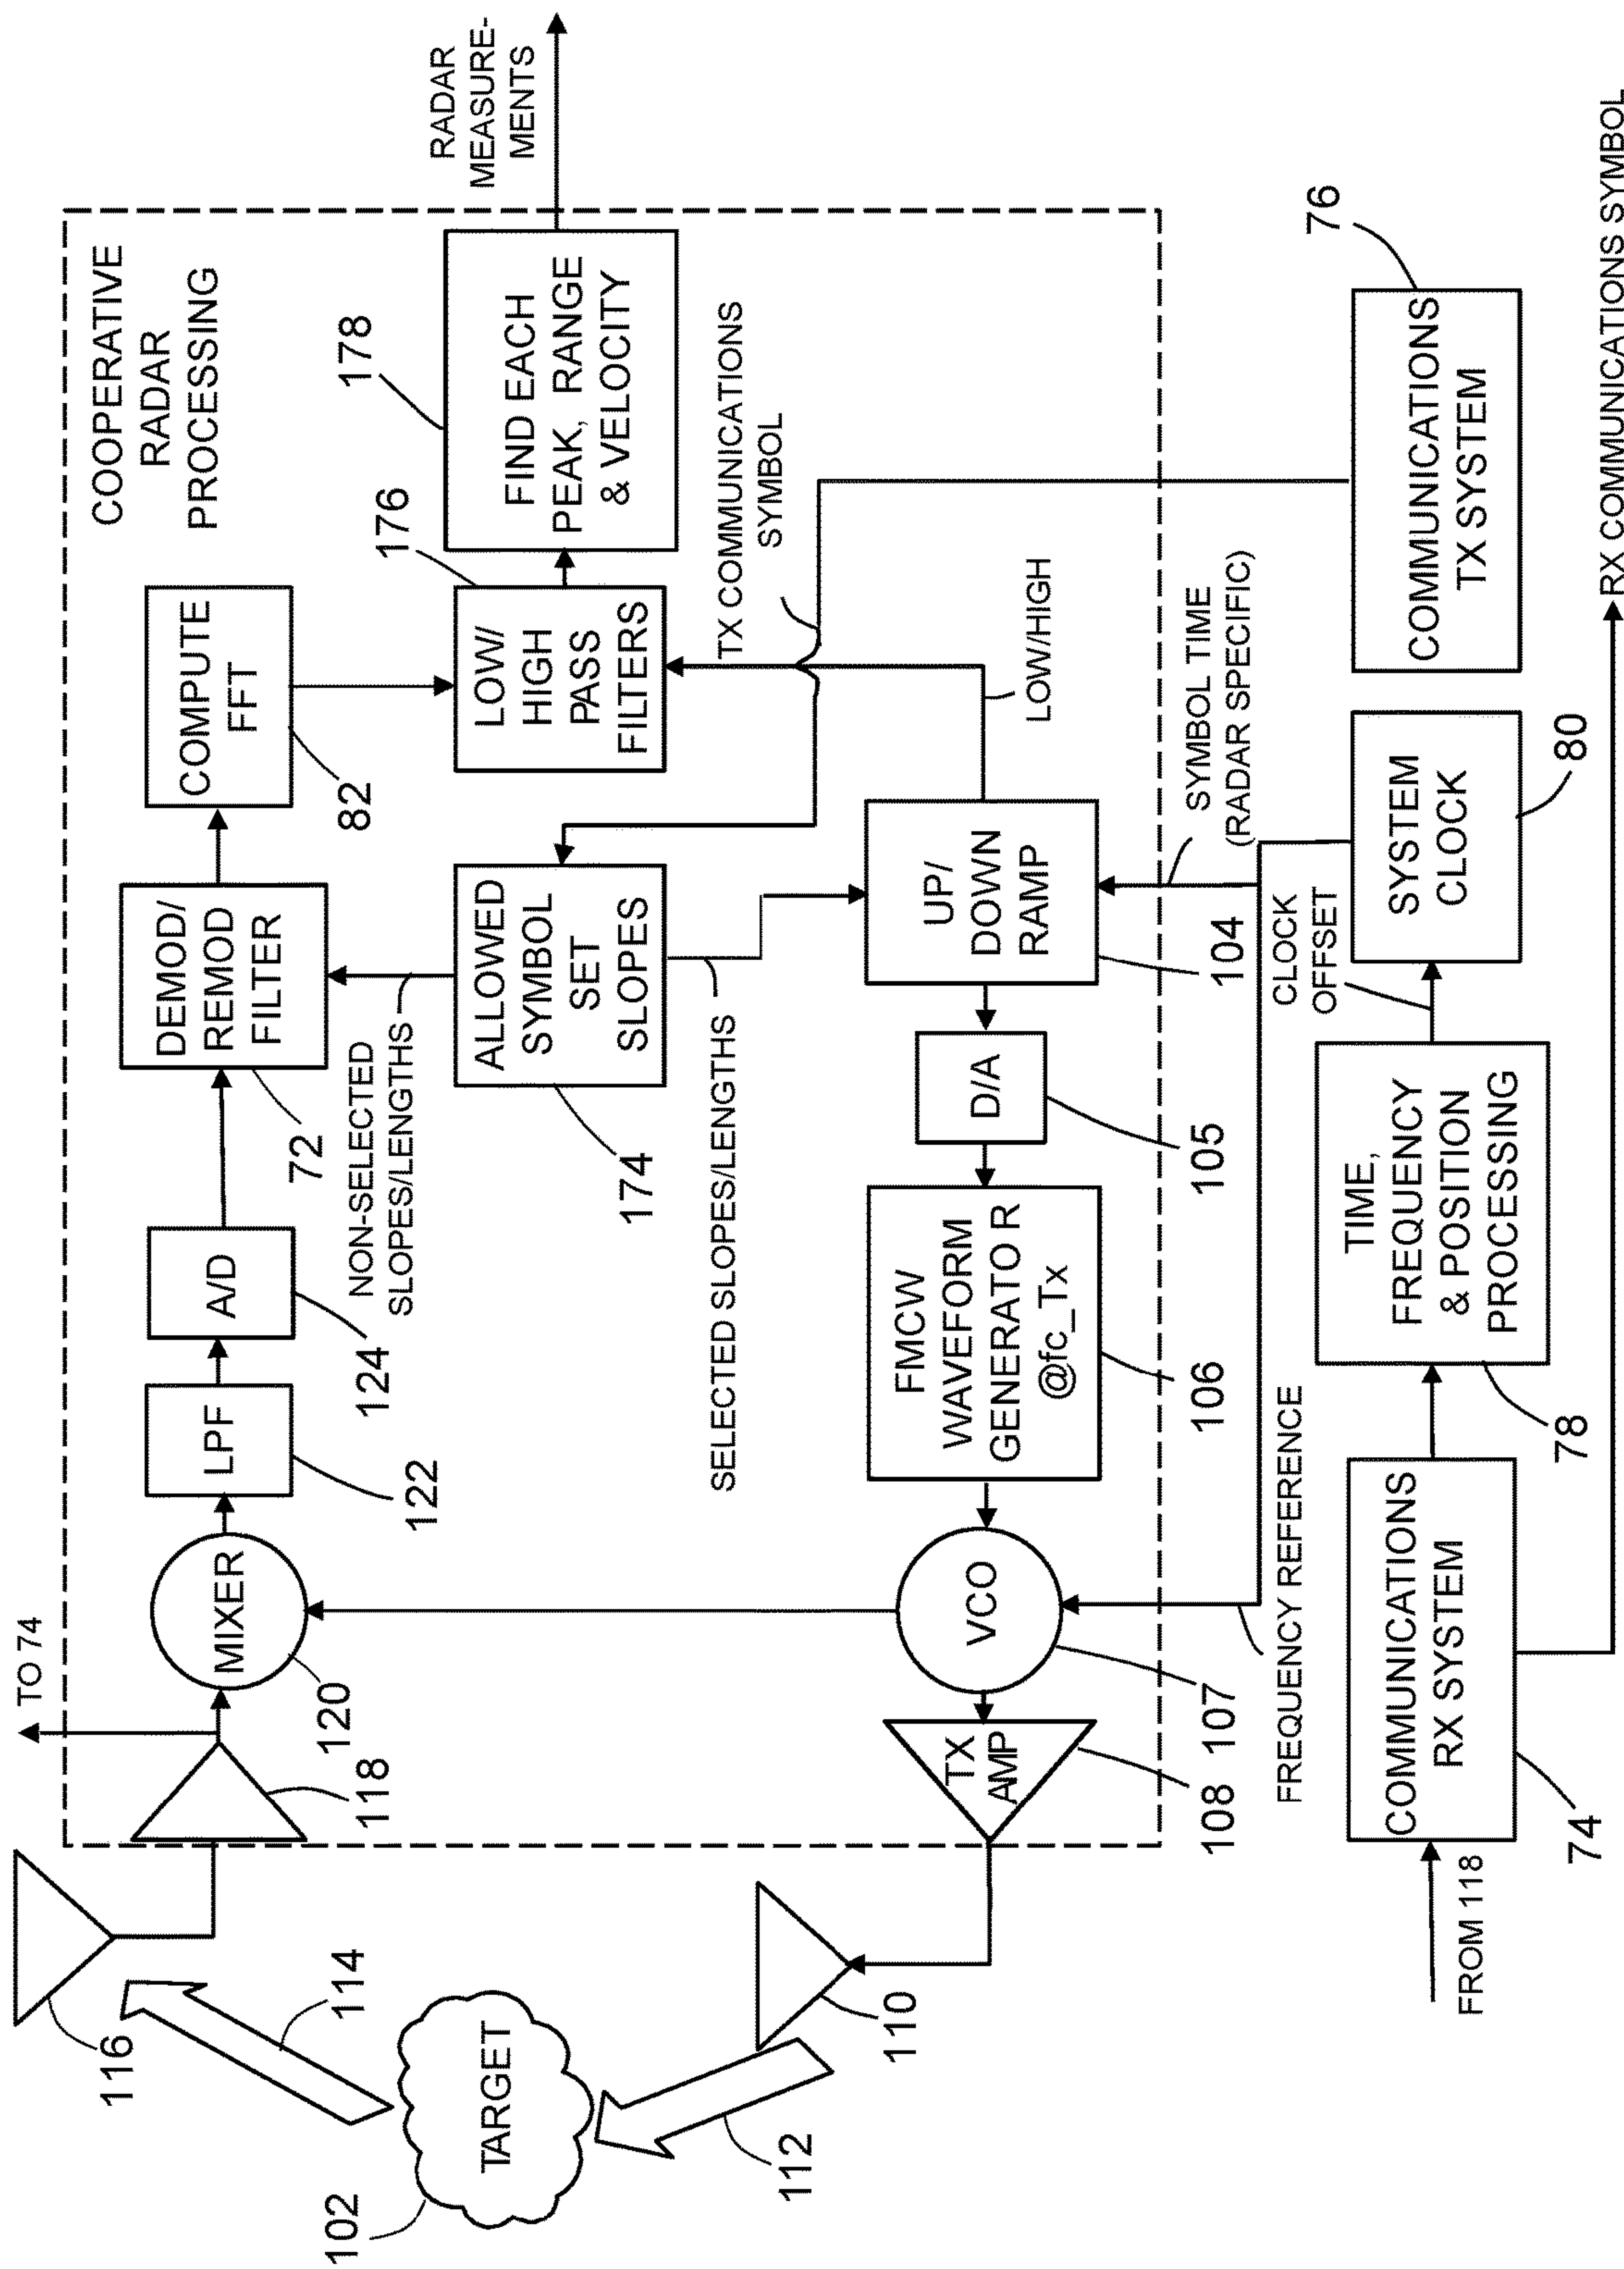 COOPERATIVE
RADAR
PROCESSING
TO 74
116
118
MIXER
120
LPF
122
A/D
124
DEMOD/
REMOD
FILTER
72
COMPUTE
FFT
82
114
NON-SELECTED
SLOPES/LENGTHS
ALLOWED
SYMBOL
SET
SLOPES
174
LOW/
HIGH
PASS
FILTERS
176
FIND EACH
PEAK, RANGE
& VELOCITY
178
RADAR
MEASURE-
MENTS
TARGET
102
SELECTED SLOPES/LENGTHS
TX COMMUNICATIONS
SYMBOL
112
110
TX
AMP
108
VCO
107
FMCW
WAVEFORM
GENERATO R
@fc_Tx
106
D/A
105
UP/
DOWN
RAMP
104
LOW/HIGH
SYMBOL TIME
(RADAR SPECIFIC)
FREQUENCY REFERENCE
CLOCK
OFFSET
FROM 118
COMMUNICATIONS
RX SYSTEM
74
TIME,
FREQUENCY
& POSITION
PROCESSING
78
SYSTEM
CLOCK
80
COMMUNICATIONS
TX SYSTEM
76
RX COMMUNICATIONS SYMBOL